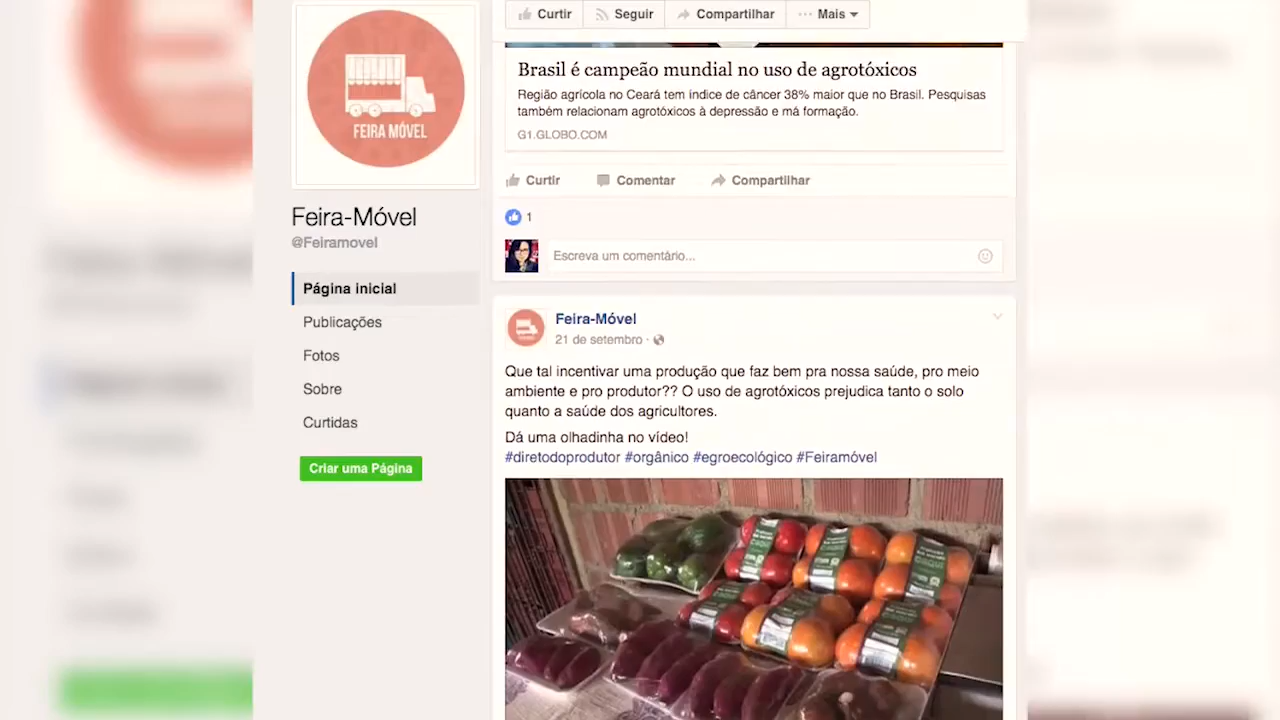 Curtir
Seguir
Compartilhar
Mais
FEIRA MÓVEL
Brasil é campeão mundial no uso de agrotóxicos
Região agrícola no Ceará tem índice de câncer 38% maior que no Brasil. Pesquisas
também relacionam agrotóxicos à depressão e má formação.
G1.GLOBO.COM
Curtir
Comentar
Compartilhar
1
Escreva um comentário...
Feira-Móvel
@Feiramovel
Página inicial
Publicações
Fotos
Sobre
Curtidas
Criar uma Página
Feira-Móvel
21 de setembro ·
Que tal incentivar uma produção que faz bem pra nossa saúde, pro meio
ambiente e pro produtor?? O uso de agrotóxicos prejudica tanto o solo
quanto a saúde dos agricultores.
Dá uma olhadinha no vídeo!
#diretodoprodutor #orgânico #egroecológico #Feiramóvel